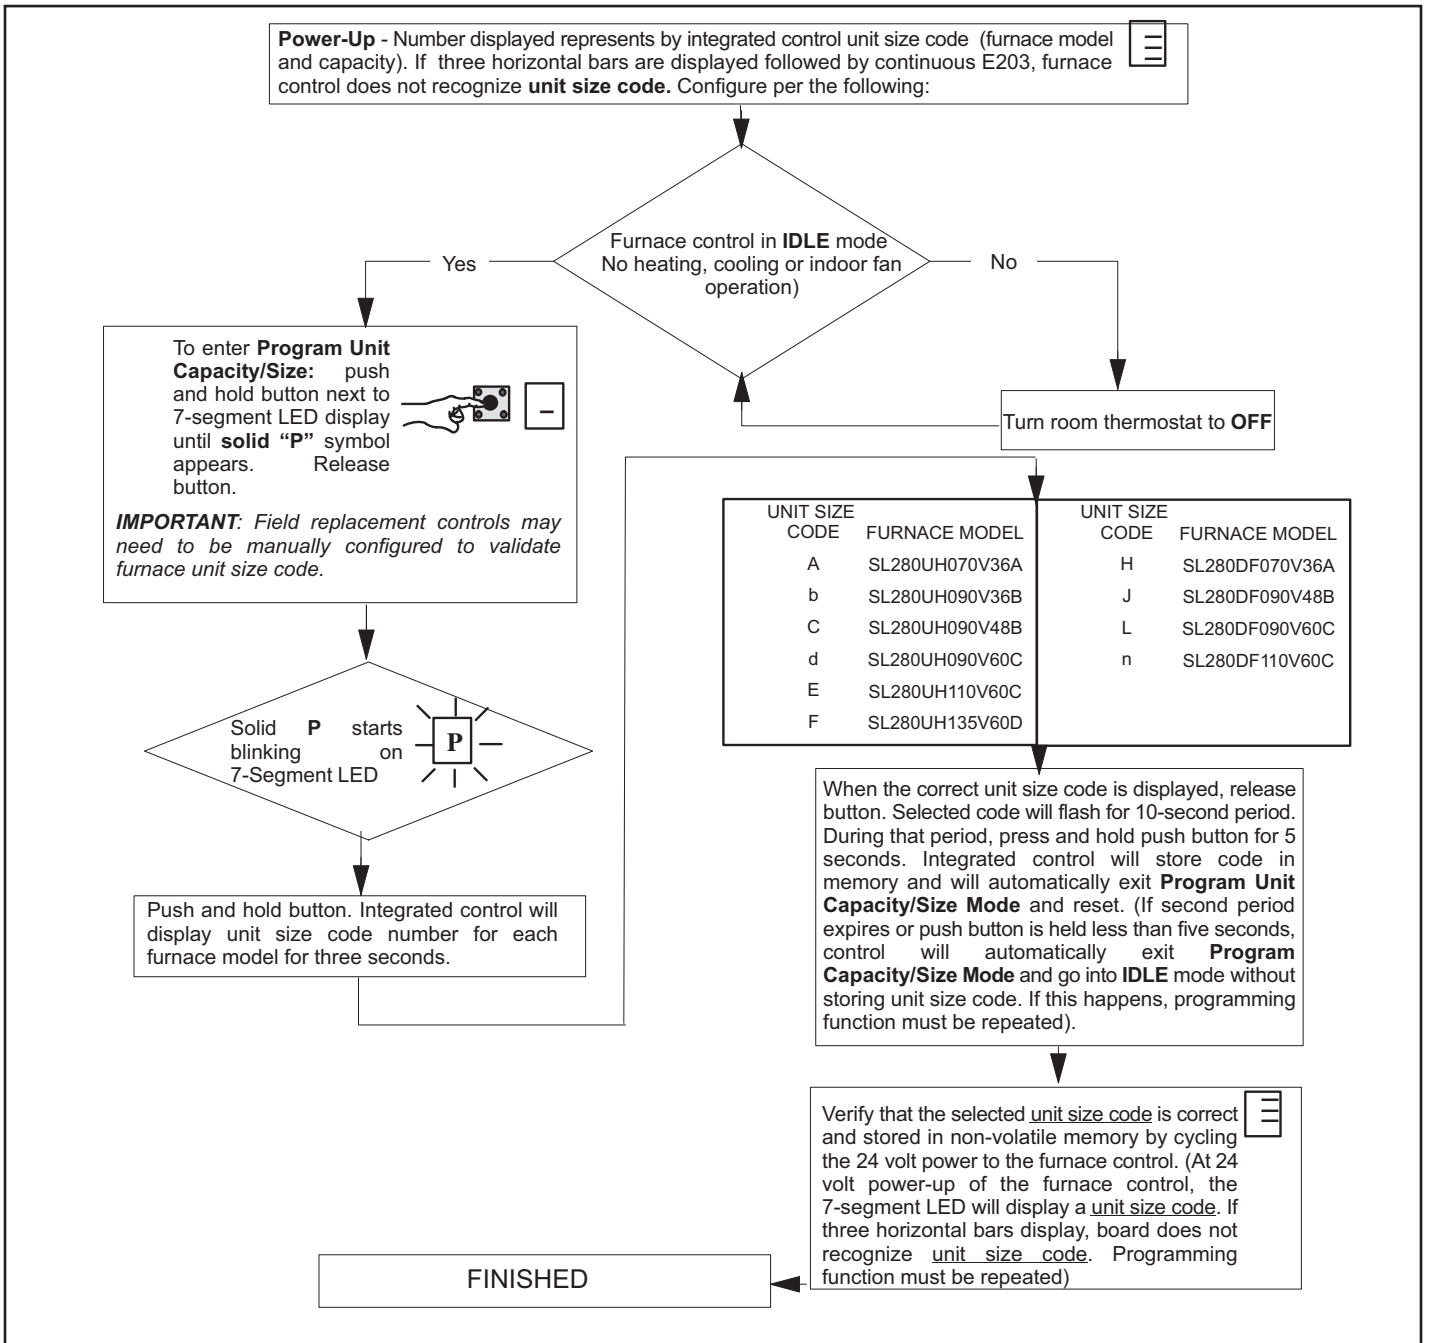 Power-Up - Number displayed represents by integrated control unit size code (furnace model
and capacity). If three horizontal bars are displayed followed by continuous E203, furnace
control does not recognize unit size code. Configure per the following:
Furnace control in IDLE mode
No heating, cooling or indoor fan
operation)
Yes
No
To enter Program Unit
Capacity/Size: push
and hold button next to
7-segment LED display
until solid “P” symbol
appears. Release
button.
IMPORTANT: Field replacement controls may
need to be manually configured to validate
furnace unit size code.
Turn room thermostat to OFF
Solid P starts
blinking on
7-Segment LED
P
Push and hold button. Integrated control will
display unit size code number for each
furnace model for three seconds.
UNIT SIZE
CODE FURNACE MODEL
A SL280UH070V36A
b SL280UH090V36B
C SL280UH090V48B
d SL280UH090V60C
E SL280UH110V60C
F SL280UH135V60D
UNIT SIZE
CODE FURNACE MODEL
H SL280DF070V36A
J SL280DF090V48B
L SL280DF090V60C
n SL280DF110V60C
When the correct unit size code is displayed, release
button. Selected code will flash for 10-second period.
During that period, press and hold push button for 5
seconds. Integrated control will store code in
memory and will automatically exit Program Unit
Capacity/Size Mode and reset. (If second period
expires or push button is held less than five seconds,
control will automatically exit Program
Capacity/Size Mode and go into IDLE mode without
storing unit size code. If this happens, programming
function must be repeated).
Verify that the selected unit size code is correct
and stored in non-volatile memory by cycling
the 24 volt power to the furnace control. (At 24
volt power-up of the furnace control, the
7-segment LED will display a unit size code. If
three horizontal bars display, board does not
recognize unit size code. Programming
function must be repeated)
FINISHED